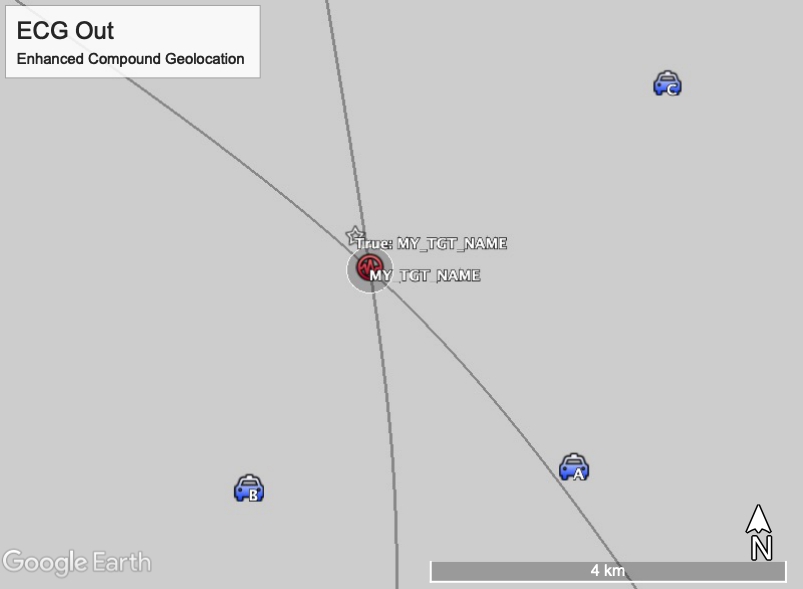 ECG Out
Enhanced Compound Geolocation
C
True: MY_TGT_NAME
MY_TGT_NAME
A
B
N
4 km
Google Earth